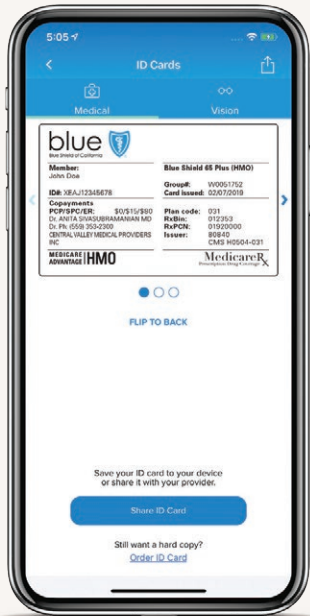 5:05
ID Cards
Medical
Vision
blue
Blue Shield of California
Member:
John Doe
ID#: XEAJ12345678
Copayments
PCP/SPC/ER: $0/$15/$90
Dr. ANITA SIVASUBRAMANIAN MD
Dr. Ph: (559) 353-2300
CENTRAL VALLEY MEDICAL PROVIDERS
INC
MEDICARE
ADVANTAGE HMO
Blue Shield 65 Plus (HMO)
Group#: W0051752
Card issued: 02/07/2019
Plan code: 031
RxBin: 012353
RxPCN: 01920000
Issuer: 80840
CMS H0504-031
MedicareRx
Prescription Drug Coverage
FLIP TO BACK
Save your ID card to your device
or share it with your provider.
Share ID Card
Still want a hard copy?
Order ID Card